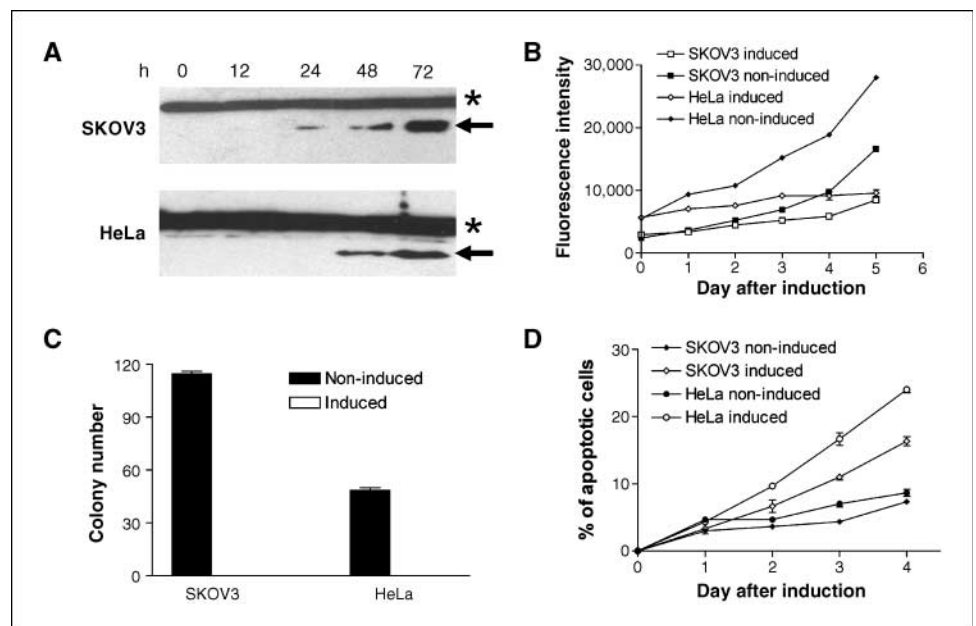 A
h 0 12 24 48 72
SKOV3
*
HeLa
*
B
SKOV3 induced
SKOV3 non-induced
HeLa induced
HeLa non-induced
Fluorescence intensity
30,000
20,000
10,000
0
0 1 2 3 4 5 6
Day after induction
C
Colony number
120
90
60
30
0
Non-induced
Induced
SKOV3 HeLa
D
SKOV3 non-induced
SKOV3 induced
HeLa non-induced
HeLa induced
% of apoptotic cells
30
20
10
0
0 1 2 3 4
Day after induction